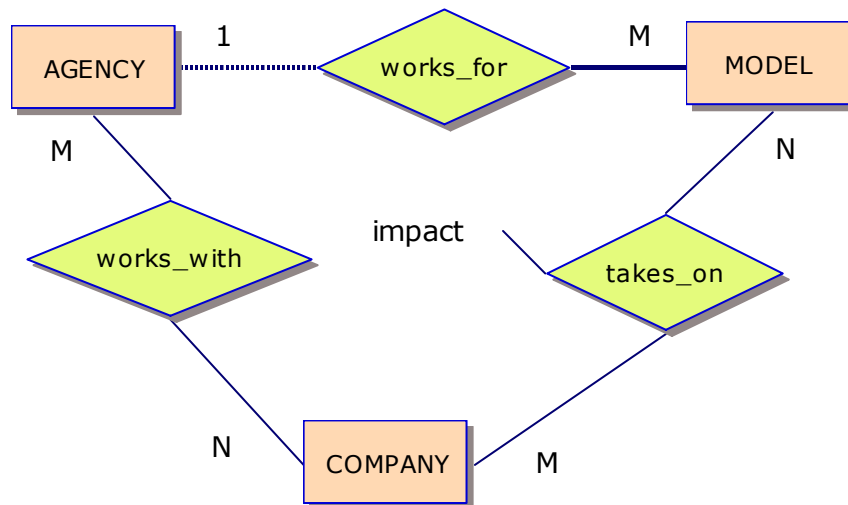 1
M
AGENCY
works_for
MODEL
M
N
impact
works_with
takes_on
N
M
COMPANY